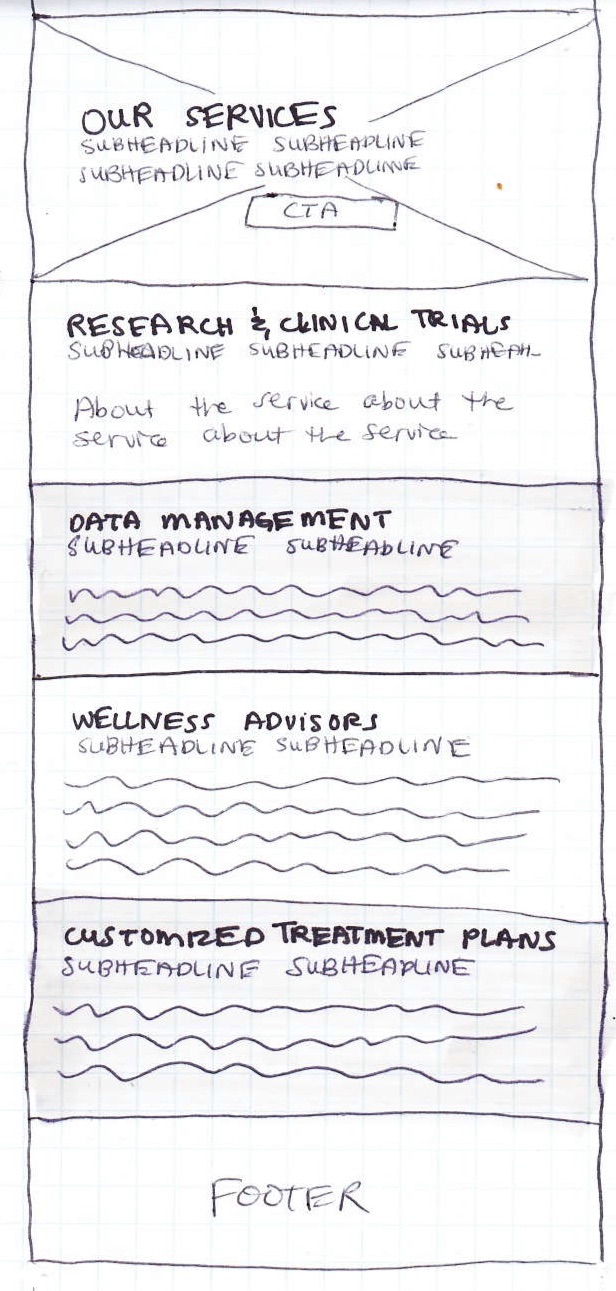 OUR SERVICES
SUBHEADLINE SUBHEADLINE
SUBHEADLINE SUBHEADLINE
CTA
RESEARCH & CLINICAL TRIALS
SUBHEADLINE SUBHEADLINE
About the service about the
service about the service
DATA MANAGEMENT
SUBHEADLINE SUBHEADLINE
WELLNESS ADVISORS
SUBHEADLINE SUBHEADLINE
CUSTOMIZED TREATMENT PLANS
SUBHEADLINE SUBHEADLINE
FOOTER